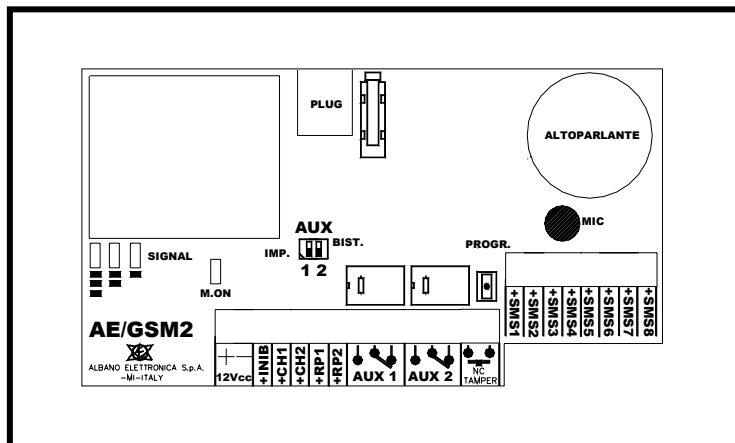 PLUG
ALTOPARLANTE
MIC
AUX
IMP.
BIST.
1 2
PROGR.
SIGNAL
M.ON
+SMS1
+SMS2
+SMS3
+SMS4
+SMS5
+SMS6
+SMS7
+SMS8
AE/GSM2
ALBANO ELETTRONICA S.p.A.
-MI-ITALY
- +
12Vcc
+INIB
+CH1
+CH2
+RP1
+RP2
AUX 1
AUX 2
NC
TAMPER